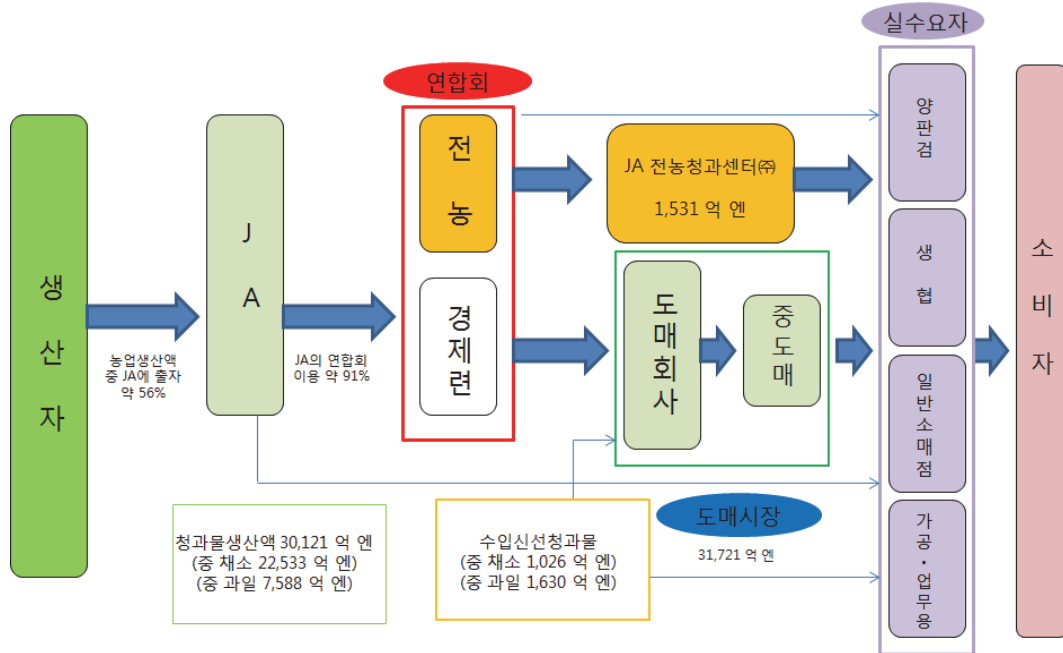 실수요자
연합회
생
산
자
농업생산액
중 JA에 출자
약 56%
J
A
JA의 연합회
이용 약 91%
전
농
경
제
련
JA 전농청과센터㈜
1,531 억 엔
도
매
회
사
중
도
매
양
판
검
생
협
일
반
소
매
점
가
공
·
업
무
용
소
비
자
청과물생산액 30,121 억 엔
(중 채소 22,533 억 엔)
(중 과일 7,588 억 엔)
수입신선청과물
(중 채소 1,026 억 엔)
(중 과일 1,630 억 엔)
도매시장
31,721 억 엔